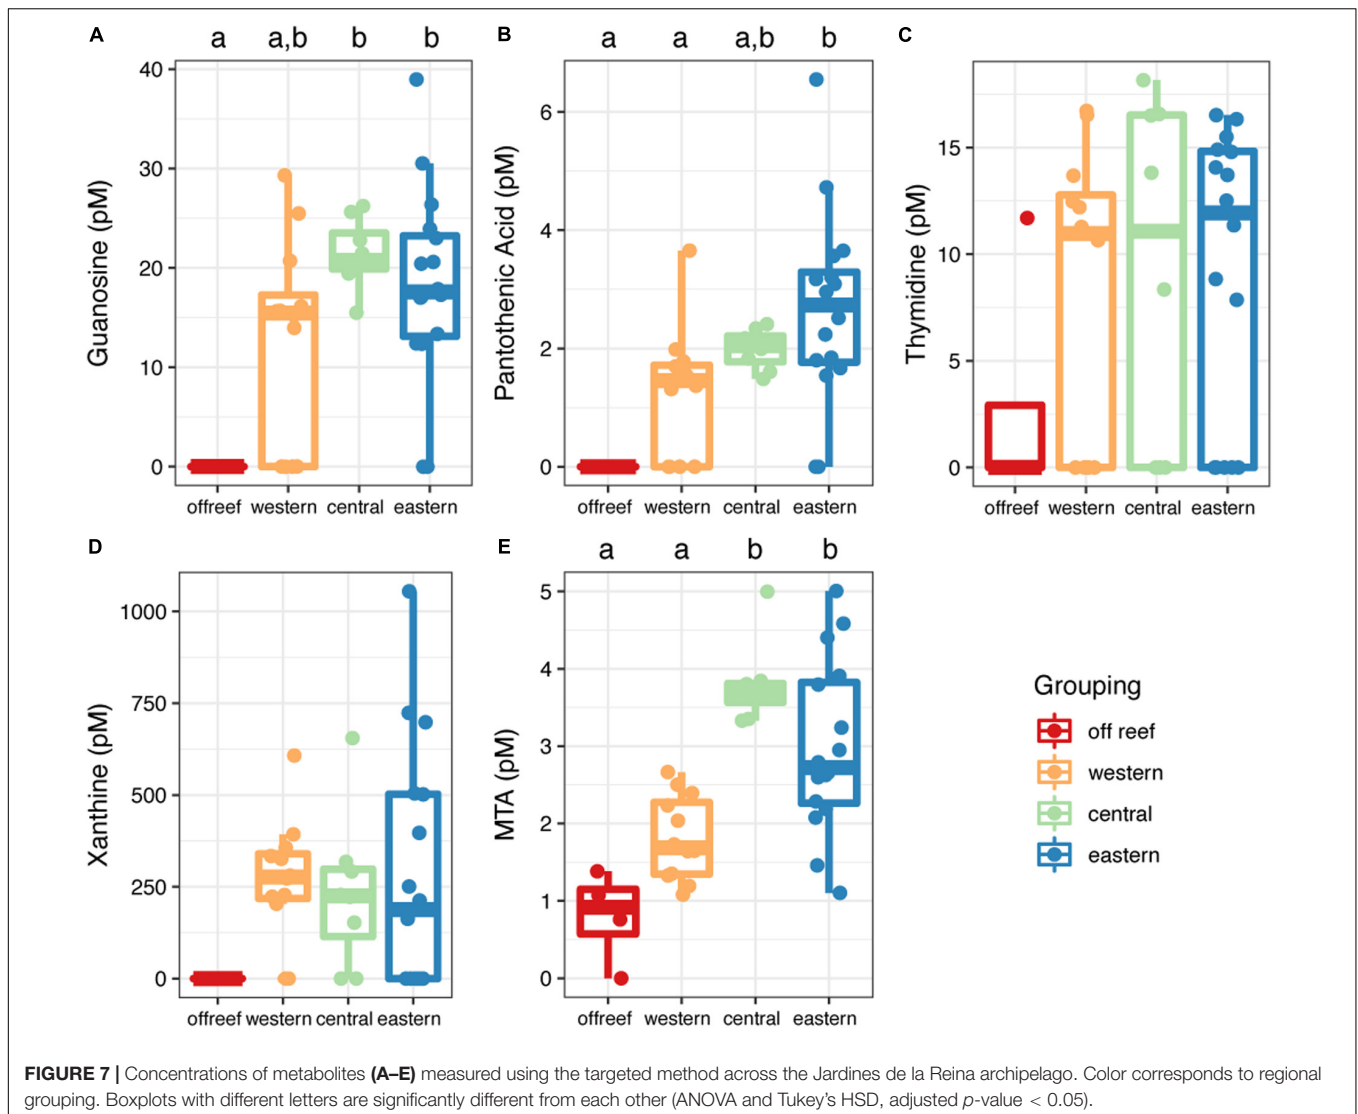 A
a a,b b b
Guanosine (pM)
40
30
20
10
0
offreef western central eastern
B
a a a,b b
Pantothenic Acid (pM)
6
4
2
0
offreef western central eastern
C
Thymidine (pM)
15
10
5
0
offreef western central eastern
D
Xanthine (pM)
1000
750
500
250
0
offreef western central eastern
E
a a b b
MTA (pM)
5
4
3
2
1
0
offreef western central eastern
Grouping
off reef
western
central
eastern
FIGURE 7 | Concentrations of metabolites (A–E) measured using the targeted method across the Jardines de la Reina archipelago. Color corresponds to regional
grouping. Boxplots with different letters are significantly different from each other (ANOVA and Tukey's HSD, adjusted p-value < 0.05).